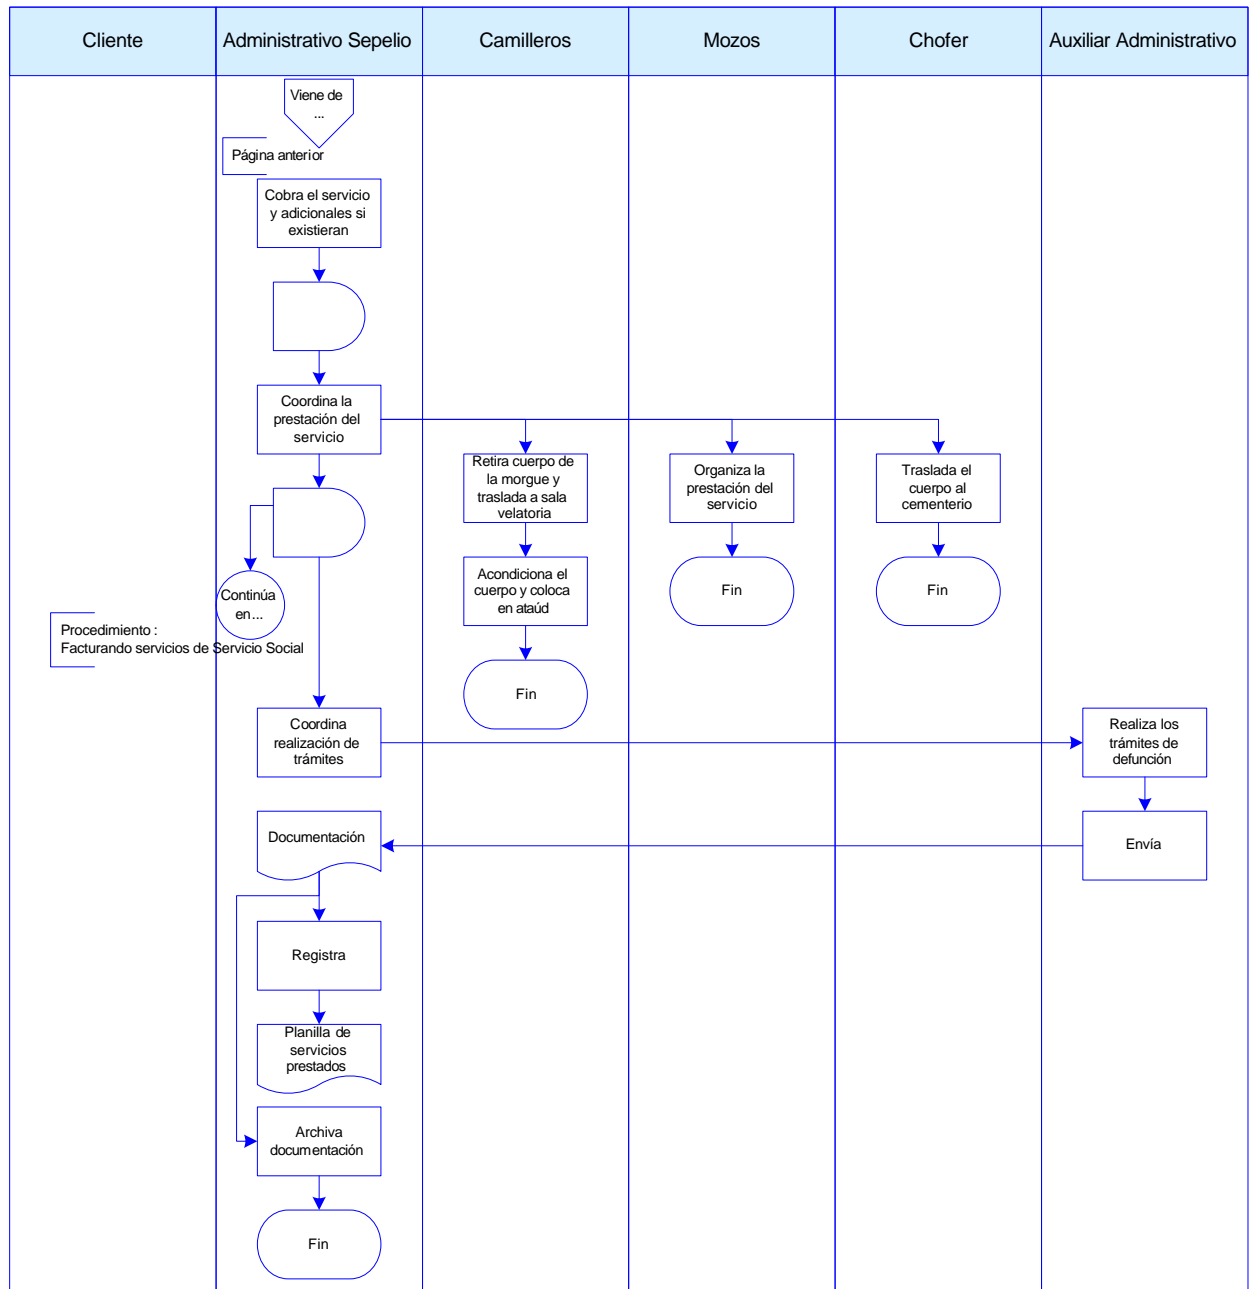 Cliente
Administrativo Sepelio
Camilleros
Mozos
Chofer
Auxiliar Administrativo
Viene de
...
Página anterior
Cobra el servicio
y adicionales si
existieran
Coordina la
prestación del
servicio
Retira cuerpo de
la morgue y
traslada a sala
velatoria
Organiza la
prestación del
servicio
Traslada el
cuerpo al
cementerio
Acondiciona el
cuerpo y coloca
en ataúd
Fin
Fin
Continúa
en...
Procedimiento :
Facturando servicios de Servicio Social
Fin
Coordina
realización de
trámites
Realiza los
trámites de
defunción
Documentación
Envía
Registra
Planilla de
servicios
prestados
Archiva
documentación
Fin